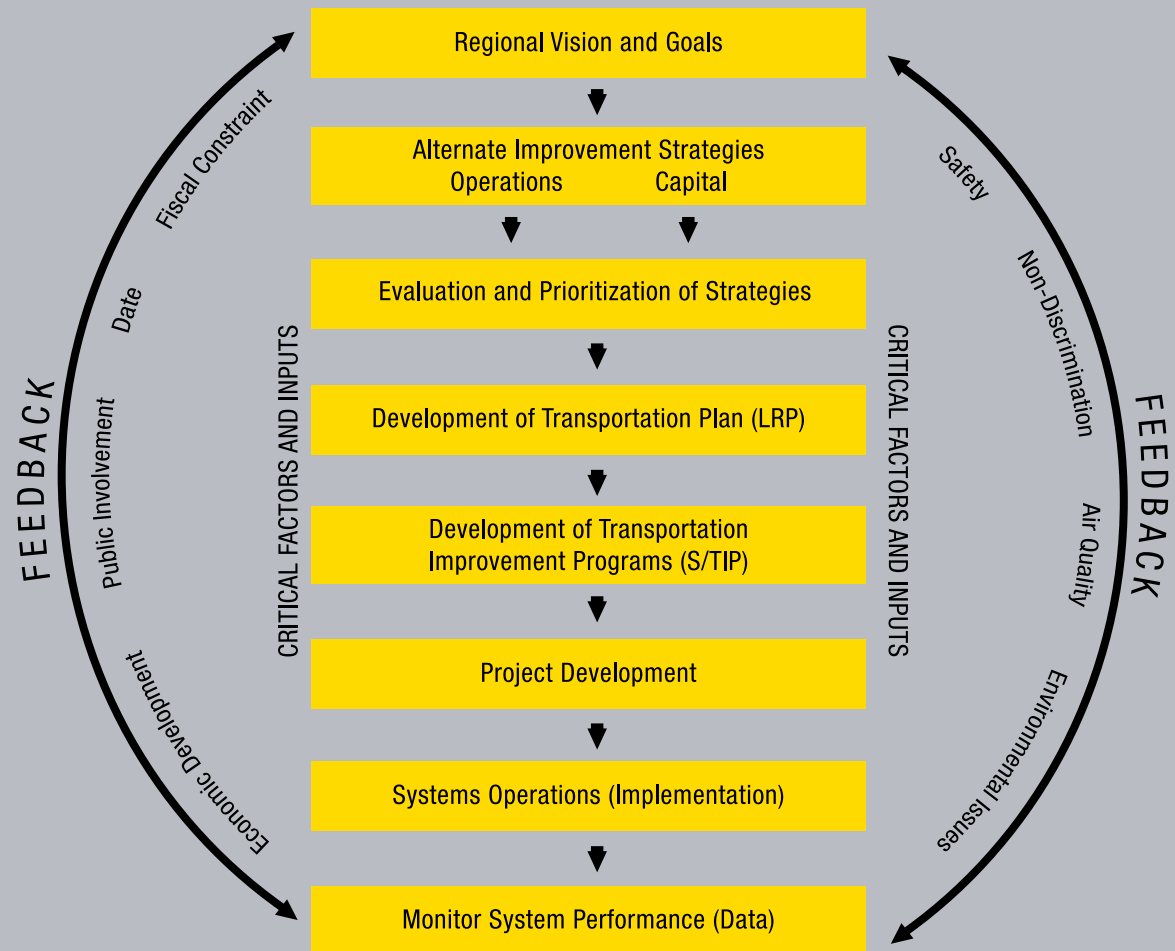 Regional Vision and Goals
Alternate Improvement Strategies
Operations Capital
Evaluation and Prioritization of Strategies
Development of Transportation Plan (LRP)
Development of Transportation
Improvement Programs (S/TIP)
Project Development
Systems Operations (Implementation)
Monitor System Performance (Data)
FEEDBACK
Fiscal Constraint
Date
Public Involvement
Economic Development
CRITICAL FACTORS AND INPUTS
CRITICAL FACTORS AND INPUTS
Safety
Non-Discrimination
Air Quality
Environmental Issues
FEEDBACK